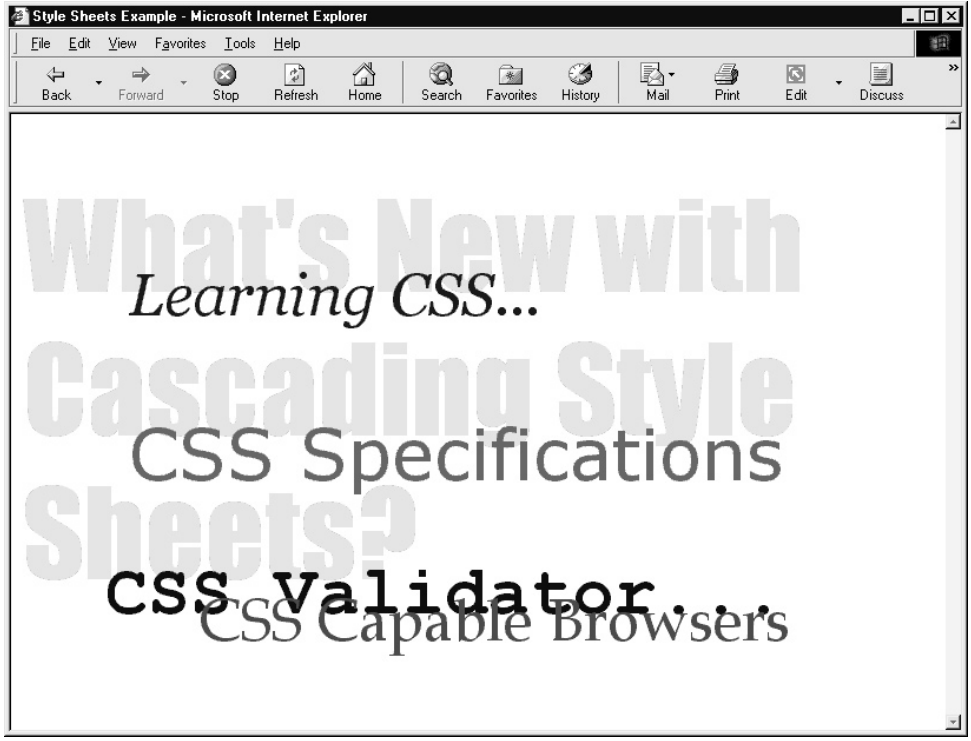 Style Sheets Example - Microsoft Internet Explorer
File Edit View Favorites Tools Help
Back Forward Stop Refresh Home Search Favorites History Mail Print Edit Discuss »
What's New with
Learning CSS...
Cascading Style
CSS Specifications
Sheets?
CSS Validator...
CSS Capable Browsers